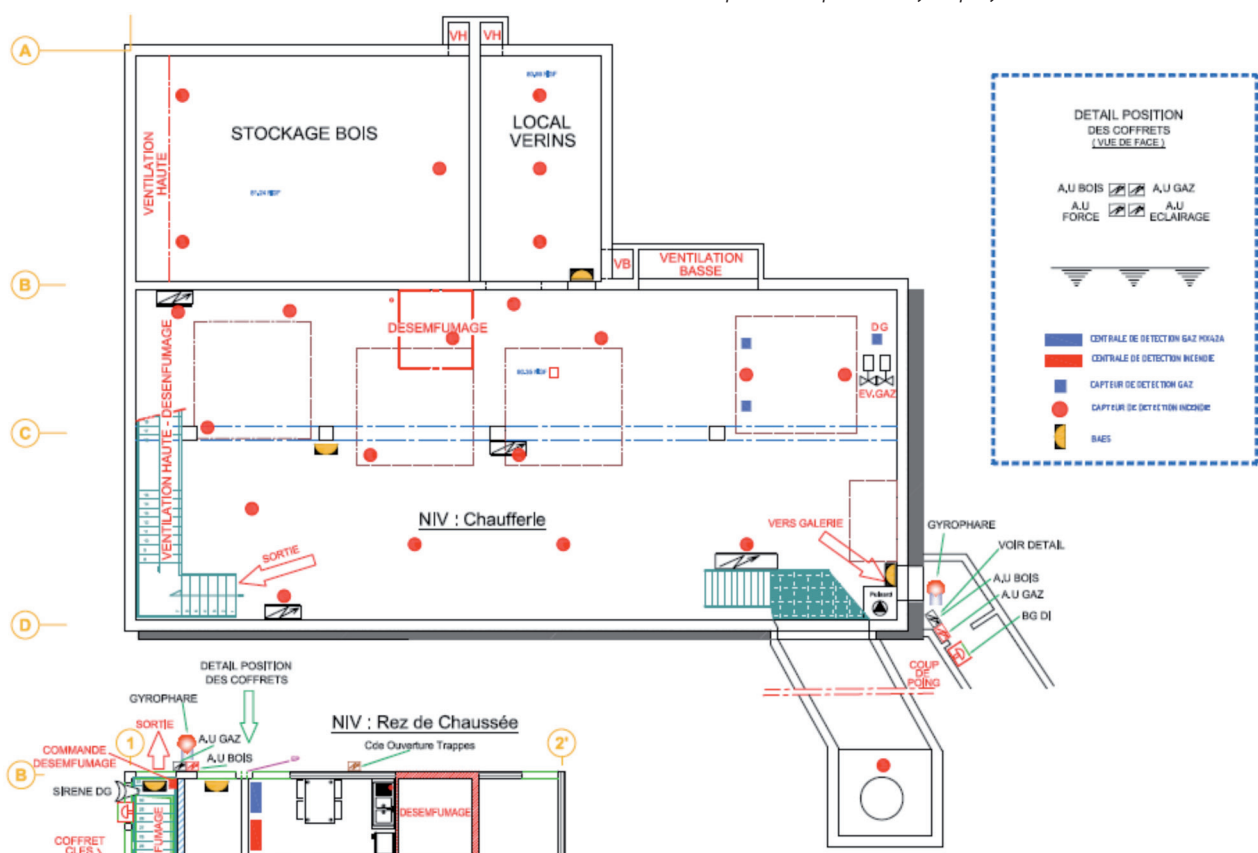 A
VH
VH
STOCKAGE BOIS
LOCAL
VERINS
VENTILATION
HAUTE
DETAIL POSITION
DES COFFRETS
( VUE DE FACE )
A,U BOIS
A,U GAZ
A.U
FORCE
A.U
ECLAIRAGE
B
VB
VENTILATION
BASSE
DESEMFUMAGE
DG
EV.GAZ
CENTRALE DE DETECTION GAZ MX42A
CENTRALE DE DETECTION INCENDIE
CAPTEUR DE DETECTION GAZ
CAPTEUR DE DETECTION INCENDIE
BAES
C
VENTILATION HAUTE - DESENFUMAGE
NIV : Chaufferie
SORTIE
VERS GALERIE
Puisard
GYROPHARE
VOIR DETAIL
A,U BOIS
A.U GAZ
BG DI
D
COUP
DE
POING
DETAIL POSITION
DES COFFRETS
GYROPHARE
SORTIE
1
A,U GAZ
A,U BOIS
NIV : Rez de Chaussée
Cde Ouverture Trappes
2'
COMMANDE
DESEMFUMAGE
B
SIRENE DG
DESEMFUMAGE
FUMAGE
COFFRET
CLES